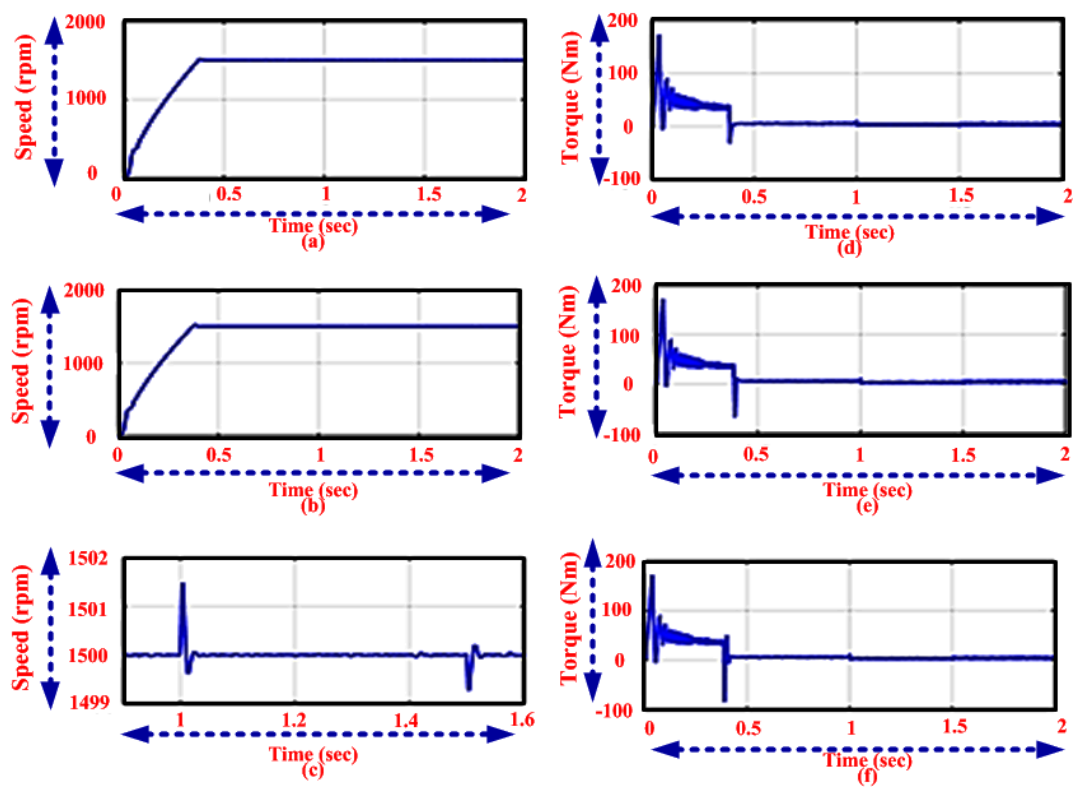 2000
1000
0
Speed (rpm)
0 0.5 1 1.5 2
Time (sec)
(a)
200
100
0
-100
Torque (Nm)
0 0.5 1 1.5 2
Time (sec)
(d)
2000
1000
0
Speed (rpm)
0 0.5 1 1.5 2
Time (sec)
(b)
200
100
0
-100
Torque (Nm)
0 0.5 1 1.5 2
Time (sec)
(e)
1502
1501
1500
1499
Speed (rpm)
1 1.2 1.4 1.6
Time (sec)
(c)
200
100
0
-100
Torque (Nm)
0 0.5 1 1.5 2
Time (sec)
(f)